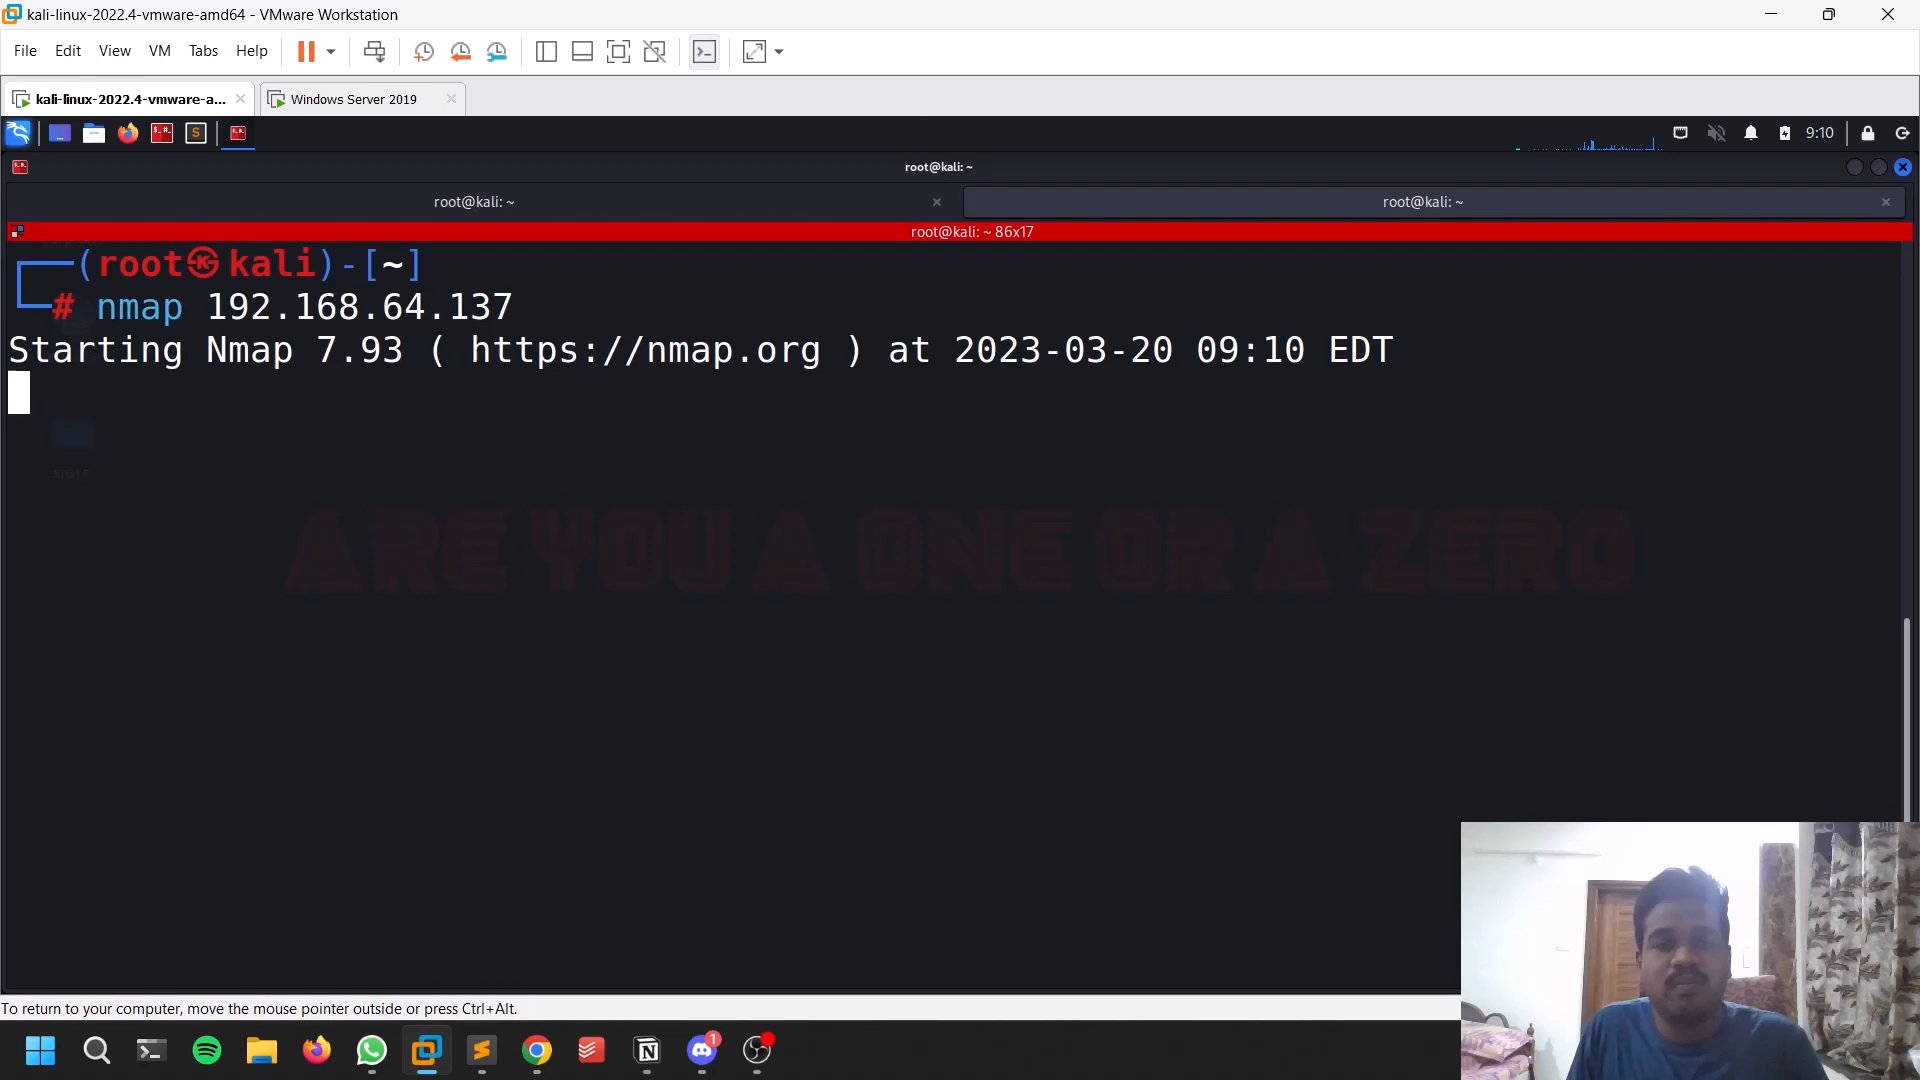 kali-linux-2022.4-vmware-amd64 - VMware Workstation
File Edit View VM Tabs Help
kali-linux-2022.4-vmware-a... Windows Server 2019
9:10
root@kali: ~
root@kali: ~ root@kali: ~
root@kali: ~ 86x17
(root㉿kali)-[~]
# nmap 192.168.64.137
Starting Nmap 7.93 ( https://nmap.org ) at 2023-03-20 09:10 EDT
ARE YOU A ONE OR A ZERO
To return to your computer, move the mouse pointer outside or press Ctrl+Alt.
1